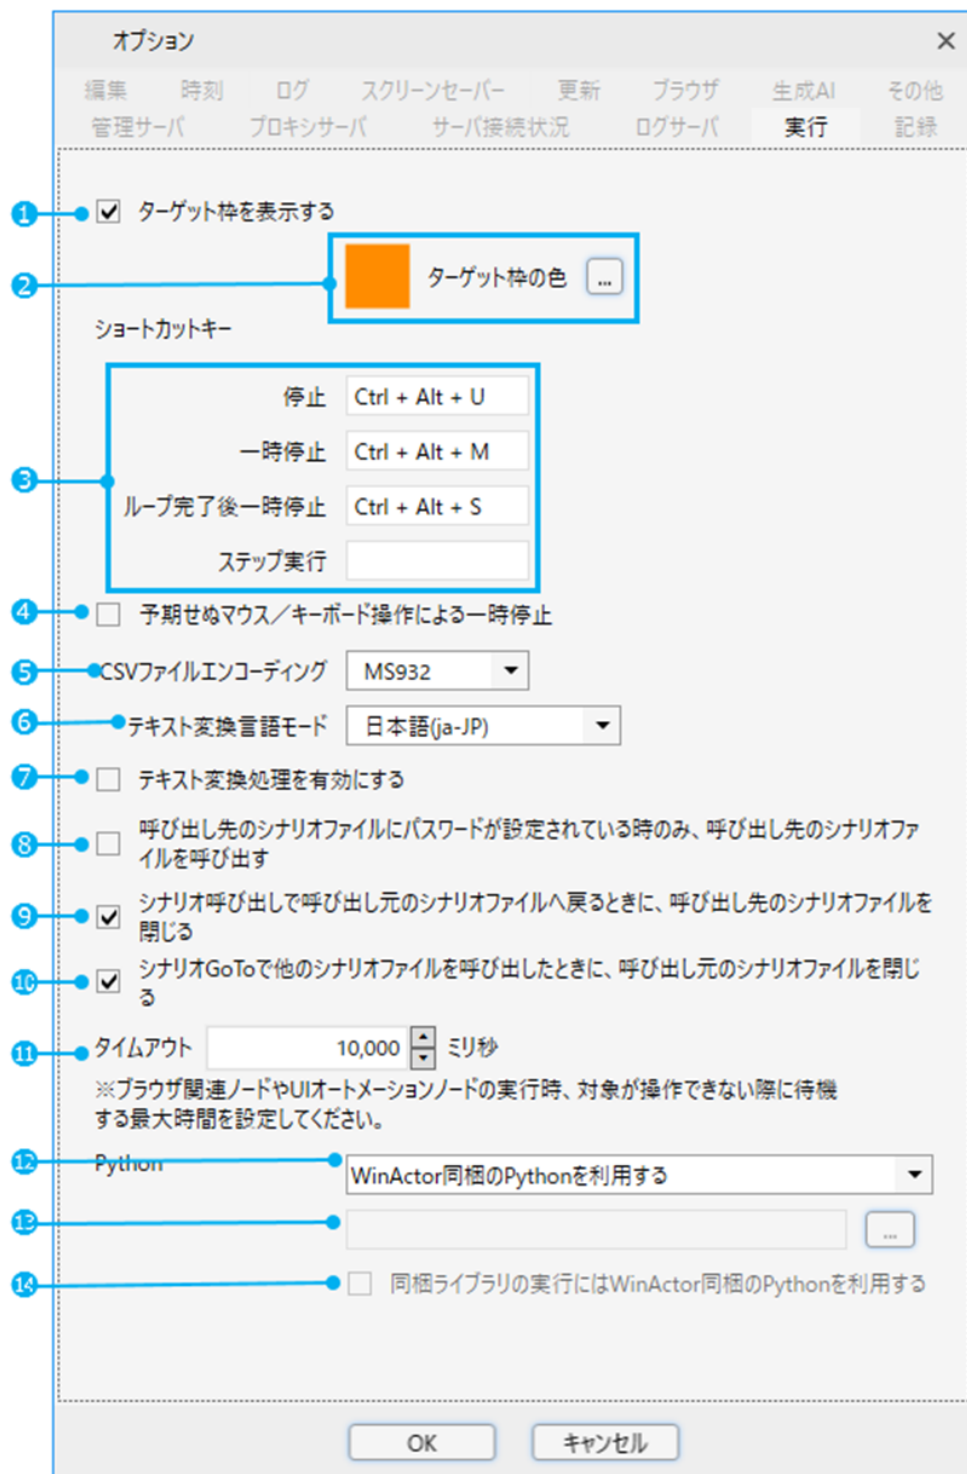 オプション
編集 時刻 ログ スクリーンセーバー 更新 ブラウザ 生成AI その他
管理サーバ プロキシサーバ サーバ接続状況 ログサーバ 実行 記録
1 ターゲット枠を表示する
2 ターゲット枠の色 ...
ショートカットキー
停止 Ctrl + Alt + U
一時停止 Ctrl + Alt + M
3 ループ完了後一時停止 Ctrl + Alt + S
ステップ実行
4 予期せぬマウス／キーボード操作による一時停止
5 CSVファイルエンコーディング MS932
6 テキスト変換言語モード 日本語(ja-JP)
7 テキスト変換処理を有効にする
8 呼び出し先のシナリオファイルにパスワードが設定されている時のみ、呼び出し先のシナリオファ
イルを呼び出す
9 シナリオ呼び出しで呼び出し元のシナリオファイルへ戻るときに、呼び出し先のシナリオファイルを
閉じる
10 シナリオGoToで他のシナリオファイルを呼び出したときに、呼び出し元のシナリオファイルを閉じ
る
11 タイムアウト 10,000 ミリ秒
※ブラウザ関連ノードやUIオートメーションノードの実行時、対象が操作できない際に待機
する最大時間を設定してください。
12 Python WinActor同梱のPythonを利用する
13 ...
14 同梱ライブラリの実行にはWinActor同梱のPythonを利用する
OK キャンセル